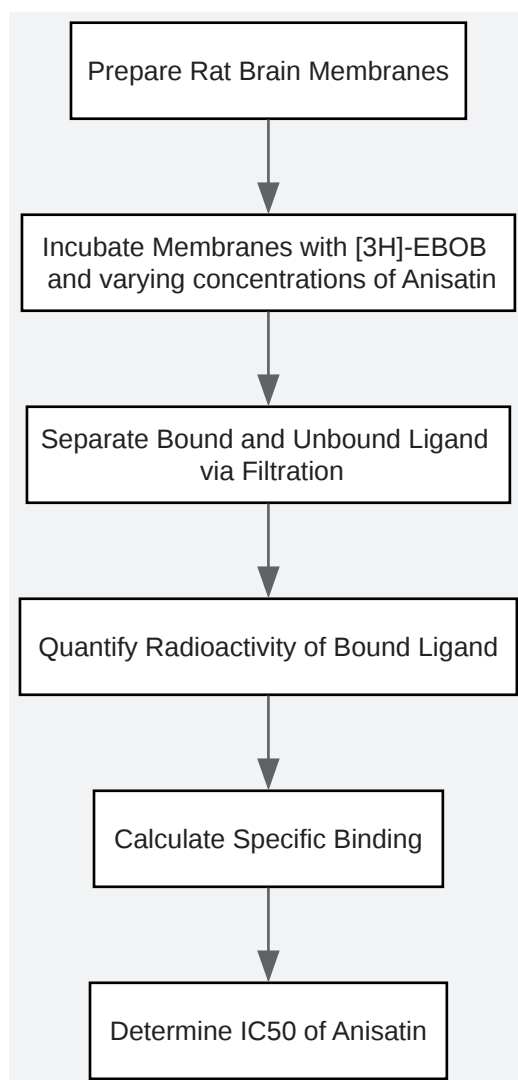 Prepare Rat Brain Membranes
Incubate Membranes with [3H]-EBOB
and varying concentrations of Anisatin
Separate Bound and Unbound Ligand
via Filtration
Quantify Radioactivity of Bound Ligand
Calculate Specific Binding
Determine IC50 of Anisatin